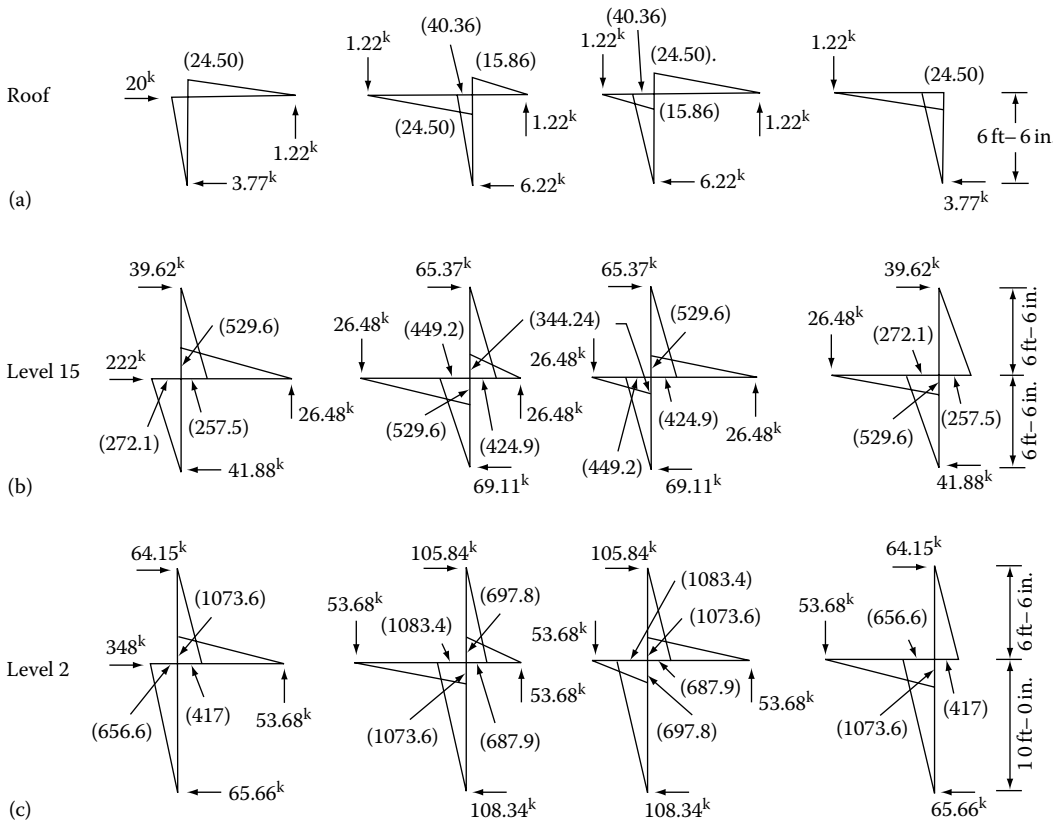 (a)
Roof
20k
(24.50)
1.22k
3.77k
1.22k
(40.36)
(15.86)
(24.50)
1.22k
6.22k
(40.36)
1.22k
(24.50).
(15.86)
1.22k
6.22k
1.22k
(24.50)
3.77k
6 ft– 6 in.
(b)
Level 15
39.62k
(529.6)
222k
(272.1)
(257.5)
26.48k
41.88k
65.37k
26.48k
(449.2)
(344.24)
(529.6)
(424.9)
26.48k
69.11k
65.37k
(529.6)
26.48k
(449.2)
(424.9)
26.48k
69.11k
39.62k
26.48k
(272.1)
(529.6)
(257.5)
41.88k
6 ft– 6 in.
6 ft– 6 in.
(c)
Level 2
64.15k
(1073.6)
348k
(656.6)
(417)
53.68k
65.66k
105.84k
53.68k
(1083.4)
(697.8)
(1073.6)
(687.9)
53.68k
108.34k
105.84k
(1083.4)
(1073.6)
53.68k
(687.9)
(697.8)
53.68k
108.34k
64.15k
53.68k
(656.6)
(1073.6)
(417)
65.66k
6 ft– 6 in.
10 ft– 0 in.